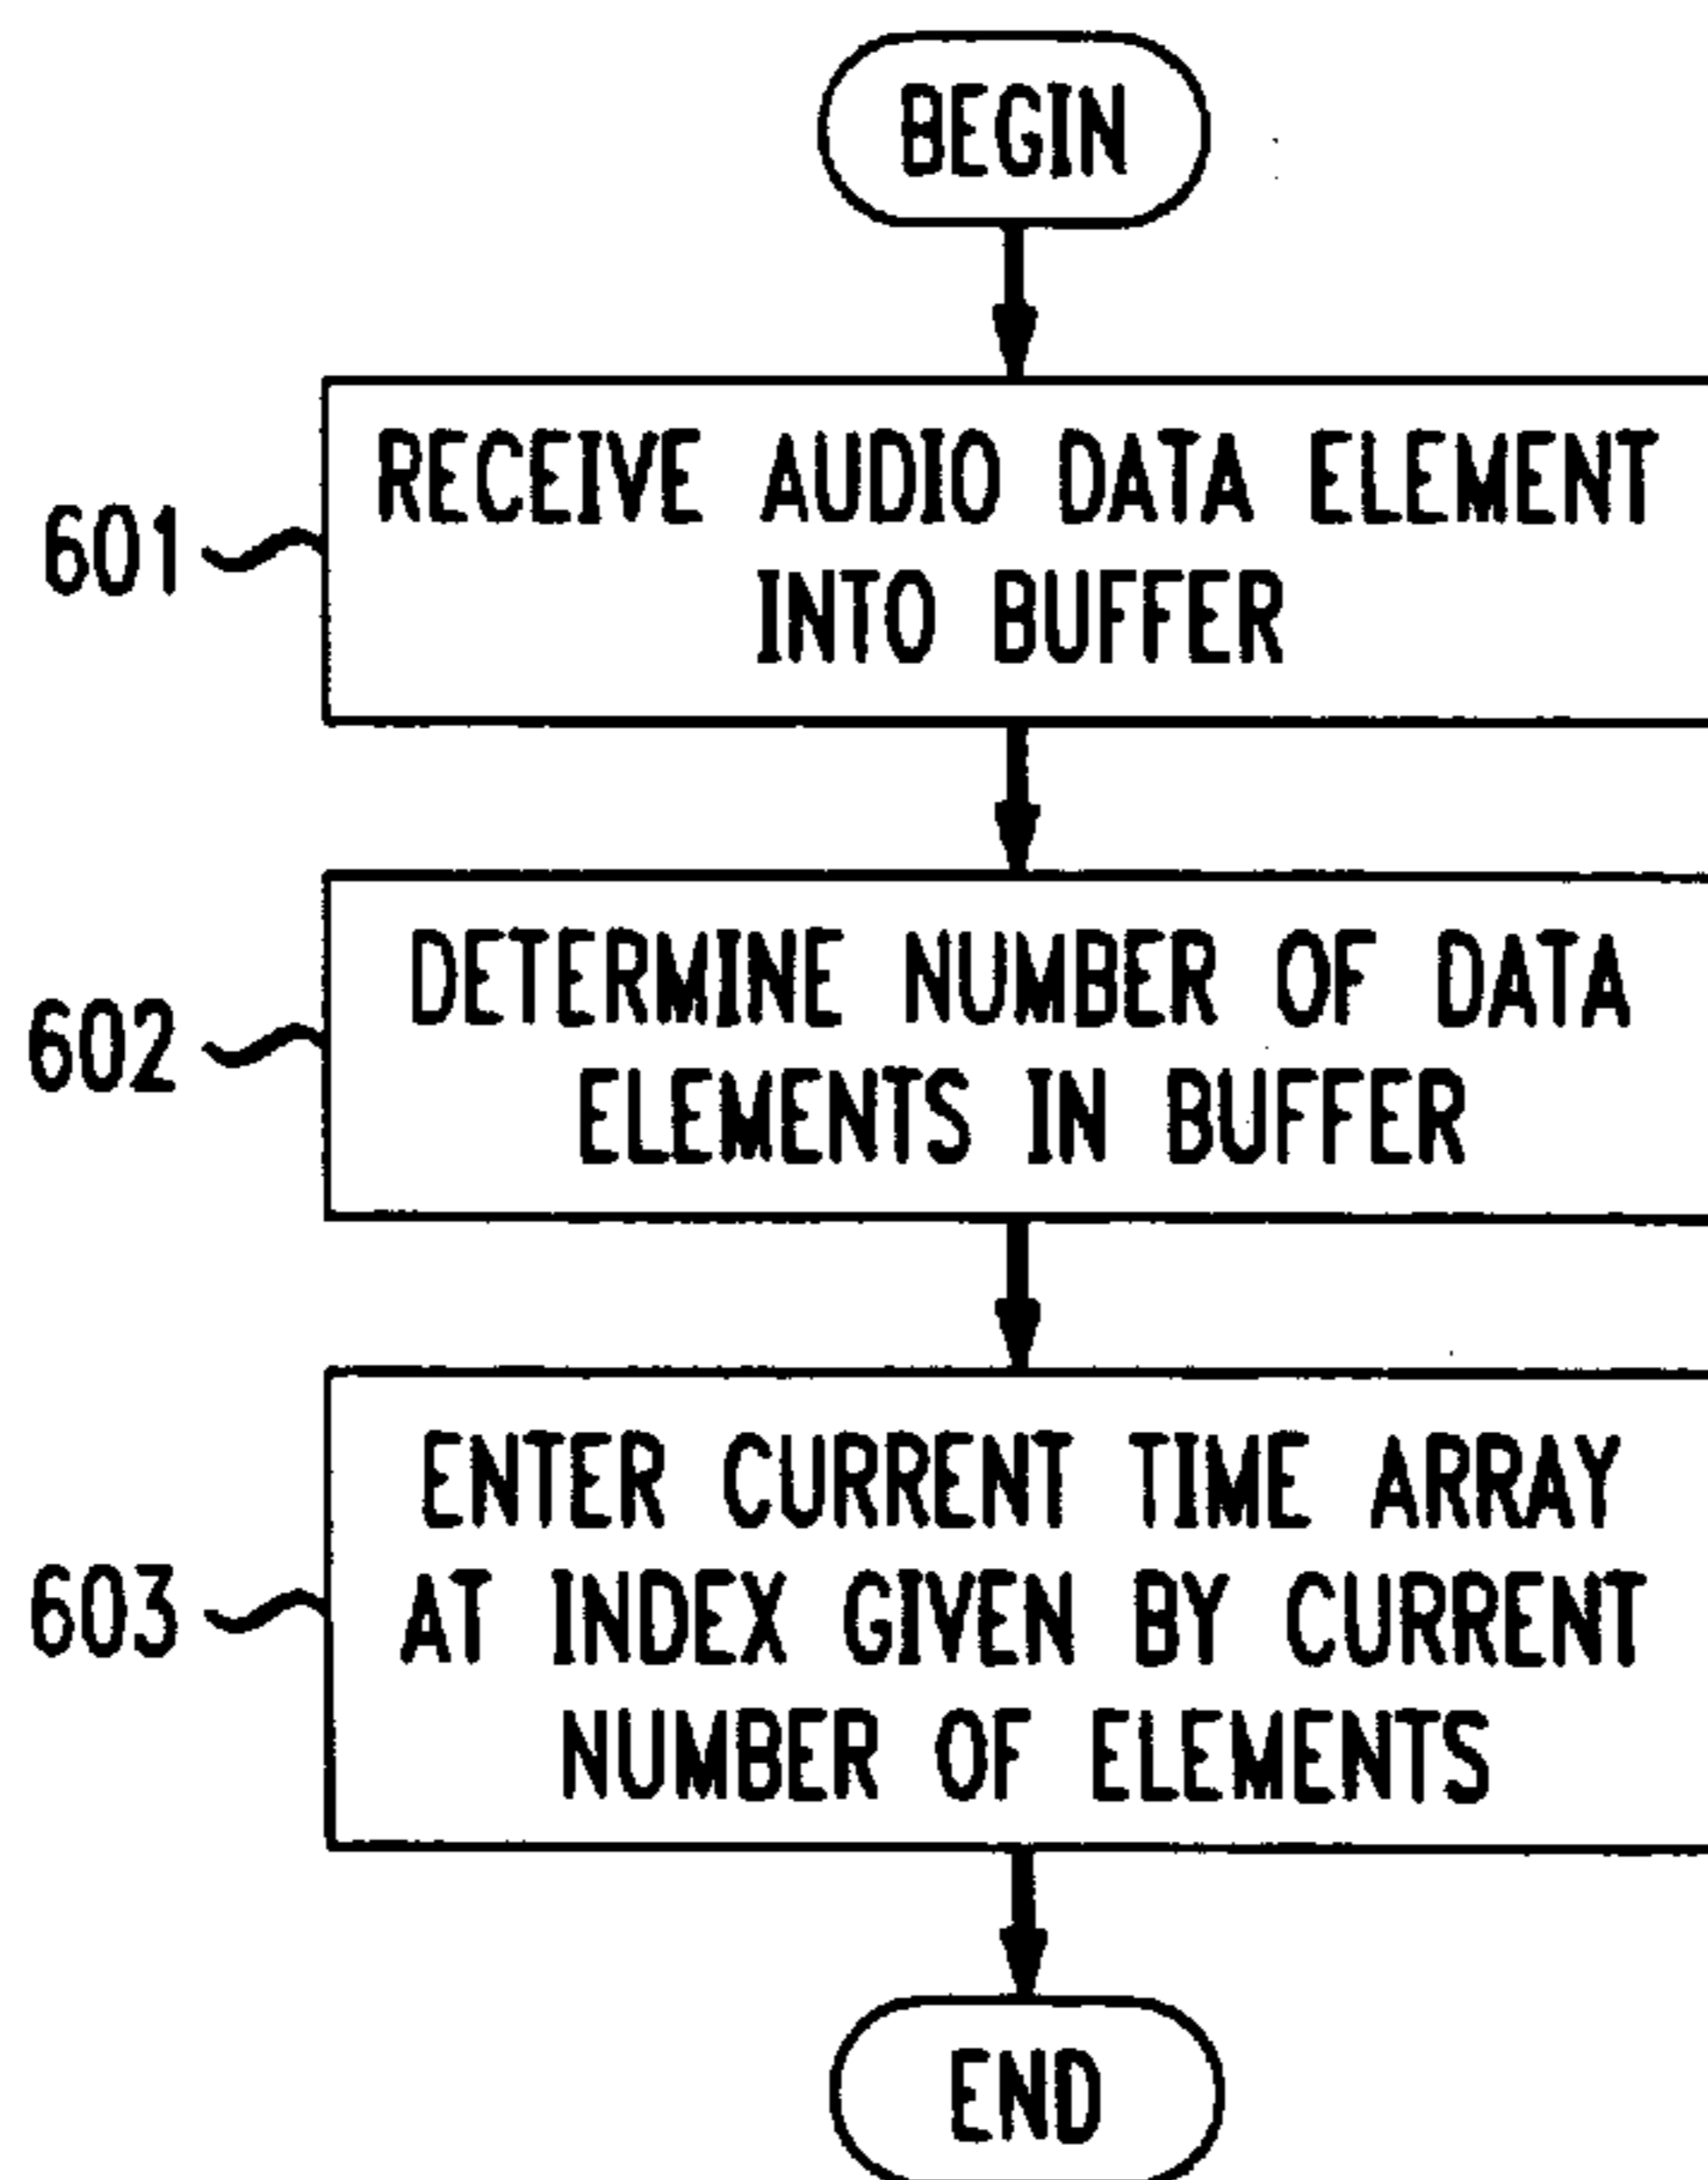 BEGIN
601
RECEIVE AUDIO DATA ELEMENT
INTO BUFFER
602
DETERMINE NUMBER OF DATA
ELEMENTS IN BUFFER
603
ENTER CURRENT TIME ARRAY
AT INDEX GIVEN BY CURRENT
NUMBER OF ELEMENTS
END